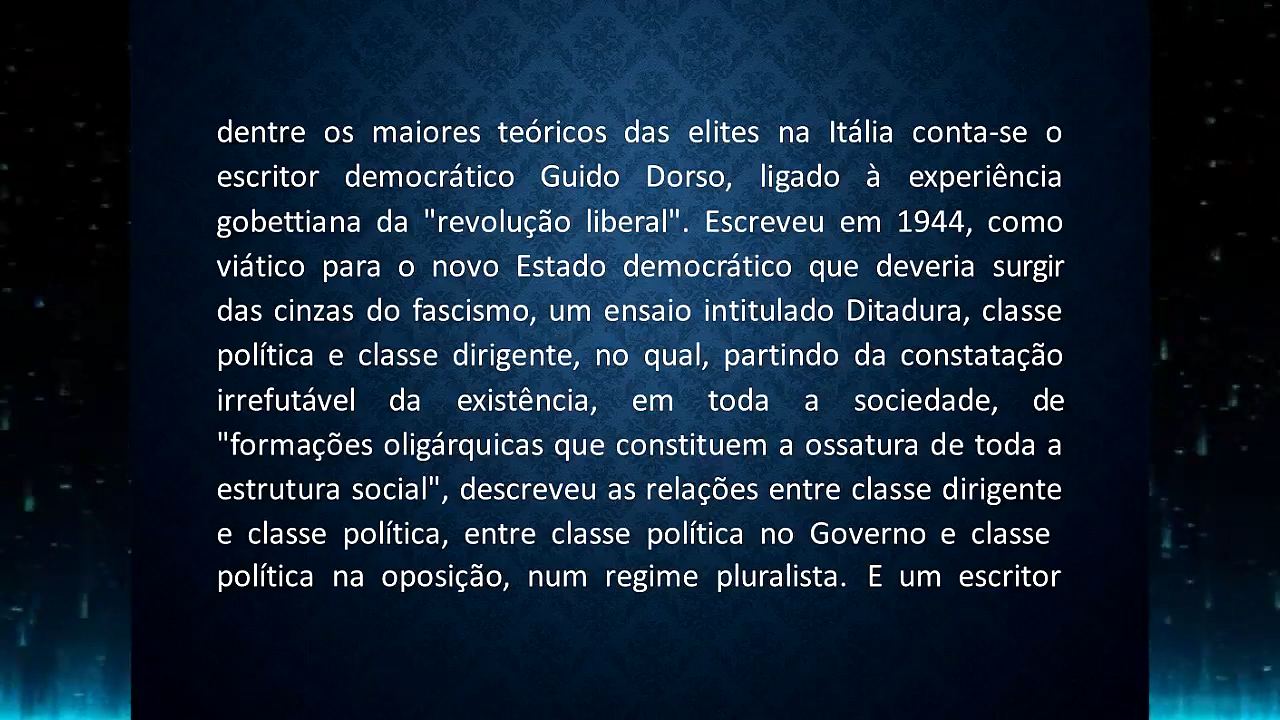 dentre os maiores teóricos das elites na Itália conta-se o
escritor democrático Guido Dorso, ligado à experiência
gobettiana da "revolução liberal". Escreveu em 1944, como
viático para o novo Estado democrático que deveria surgir
das cinzas do fascismo, um ensaio intitulado Ditadura, classe
política e classe dirigente, no qual, partindo da constatação
irrefutável da existência, em toda a sociedade, de
"formações oligárquicas que constituem a ossatura de toda a
estrutura social", descreveu as relações entre classe dirigente
e classe política, entre classe política no Governo e classe
política na oposição, num regime pluralista. E um escritor